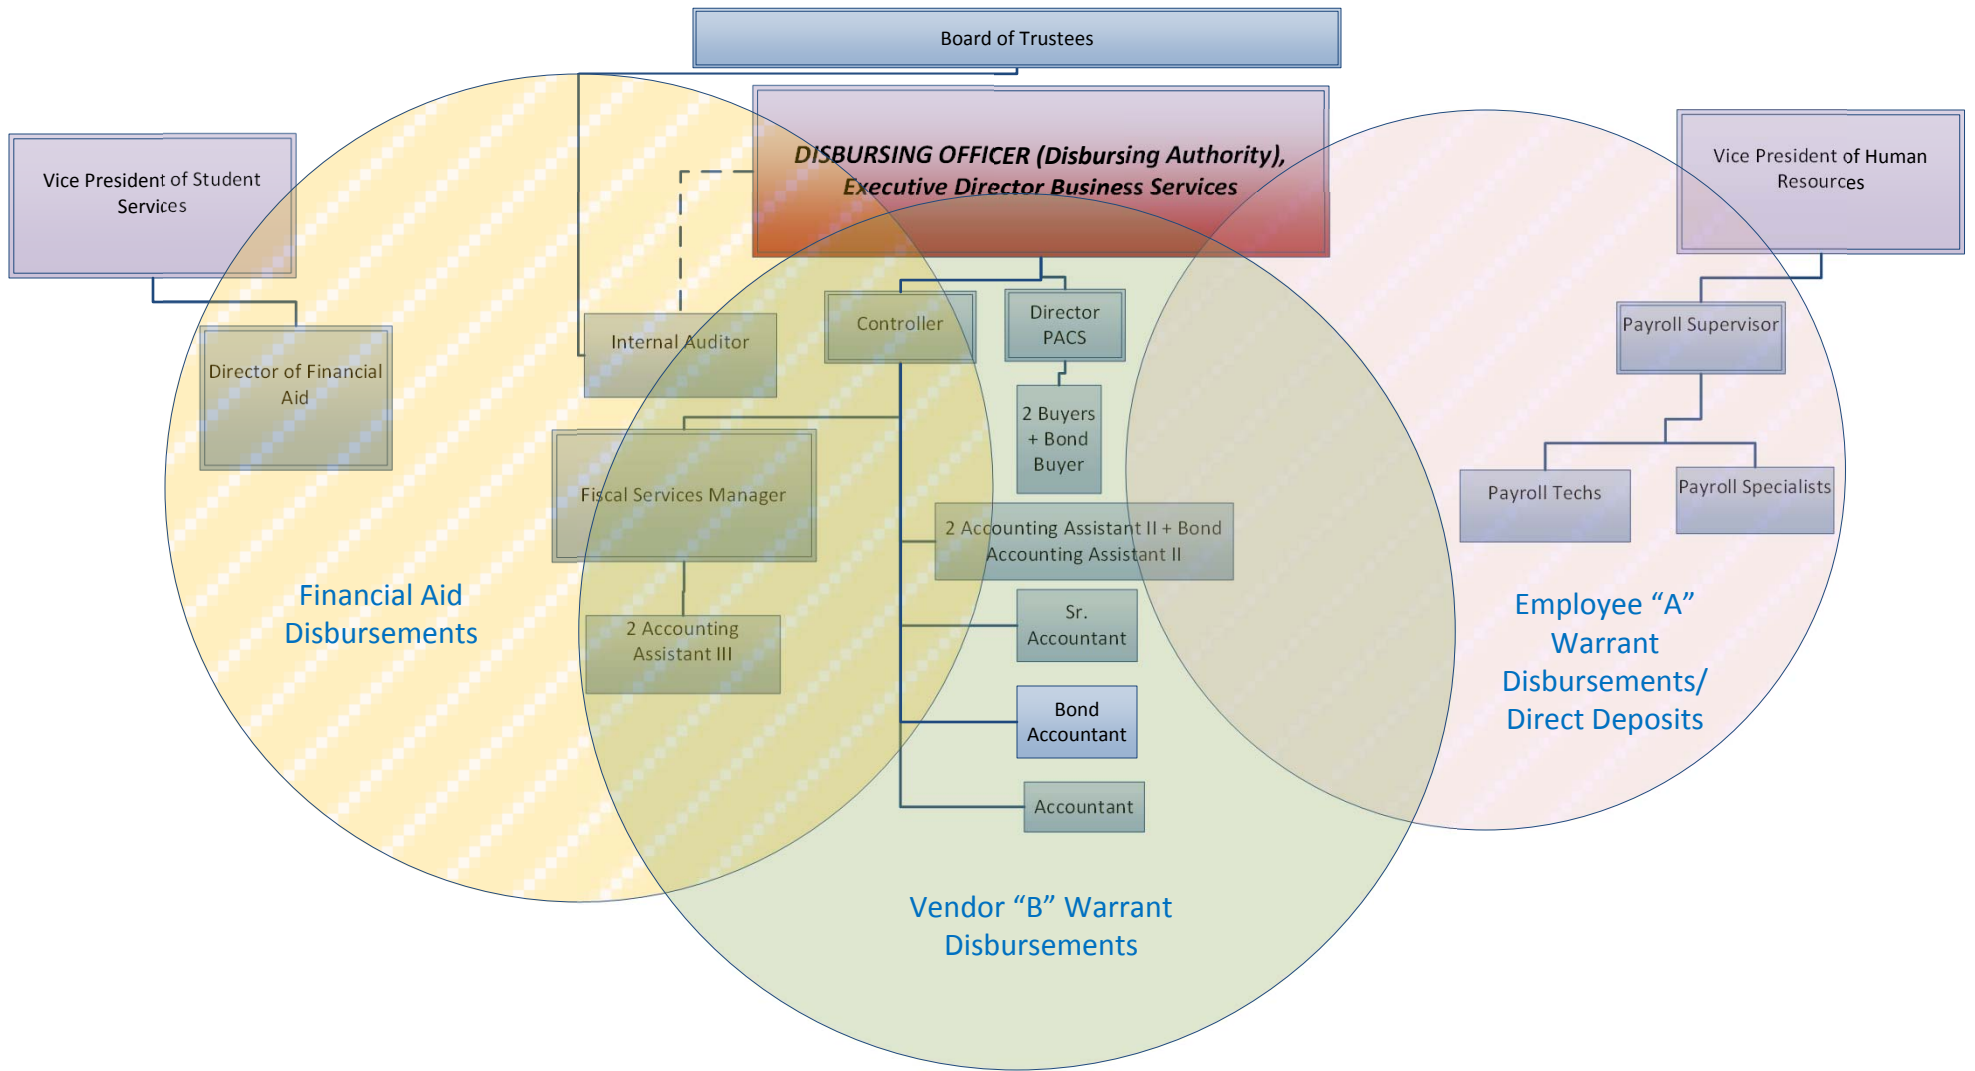 Board of Trustees
DISBURSING OFFICER (Disbursing Authority),
Executive Director Business Services
Vice President of Student
Services
Vice President of Human
Resources
Director of Financial
Aid
Internal Auditor
Controller
Director
PACS
Payroll Supervisor
2 Buyers
+ Bond
Buyer
Fiscal Services Manager
Payroll Techs
Payroll Specialists
2 Accounting Assistant II + Bond
Accounting Assistant II
2 Accounting
Assistant III
Sr.
Accountant
Bond
Accountant
Accountant
Financial Aid
Disbursements
Employee “A”
Warrant
Disbursements/
Direct Deposits
Vendor “B” Warrant
Disbursements